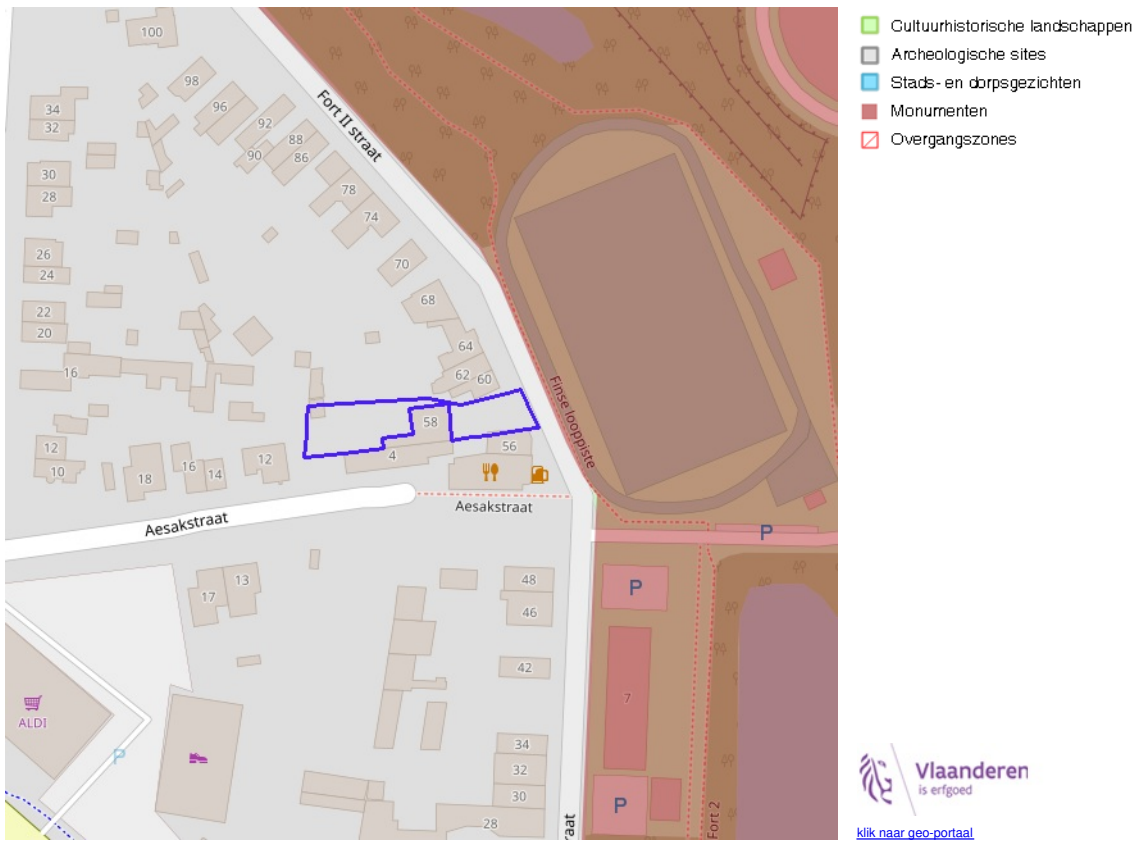 100
98
96
92
88
90
86
34
32
30
28
78
74
26
24
70
22
20
68
64
16
62
60
58
56
4
12
10
18
16
14
12
Fort II straat
Finse looppiste
Aesakstraat
Aesakstraat
P
17
13
48
46
P
42
7
ALDI
P
34
32
30
28
P
raat
Fort 2
Cultuurhistorische landschappen
Archeologische sites
Stads- en dorpsgezichten
Monumenten
Overgangszones
Vlaanderen
is erfgoed
klik naar geo-portaal